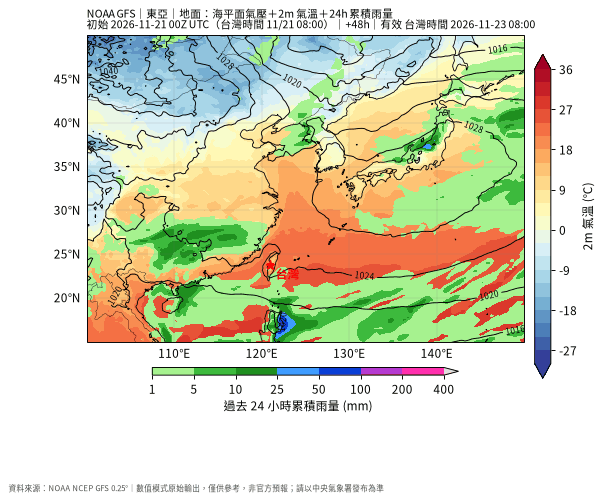 NOAA GFS｜東亞｜地面：海平面氣壓＋2m 氣溫＋24h 累積雨量
初始 2026-11-21 00Z UTC（台灣時間 11/21 08:00）｜+48h｜有效 台灣時間 2026-11-23 08:00
1016
1028
1020
1040
1028
45°N
40°N
35°N
30°N
25°N
20°N
台灣
1024
1020
1020
1016
110°E
120°E
130°E
140°E
36
27
18
9
0
-9
-18
-27
2m 氣溫 (°C)
1
5
10
25
50
100
200
400
過去 24 小時累積雨量 (mm)
資料來源：NOAA NCEP GFS 0.25°｜數值模式原始輸出，僅供參考，非官方預報；請以中央氣象署發布為準